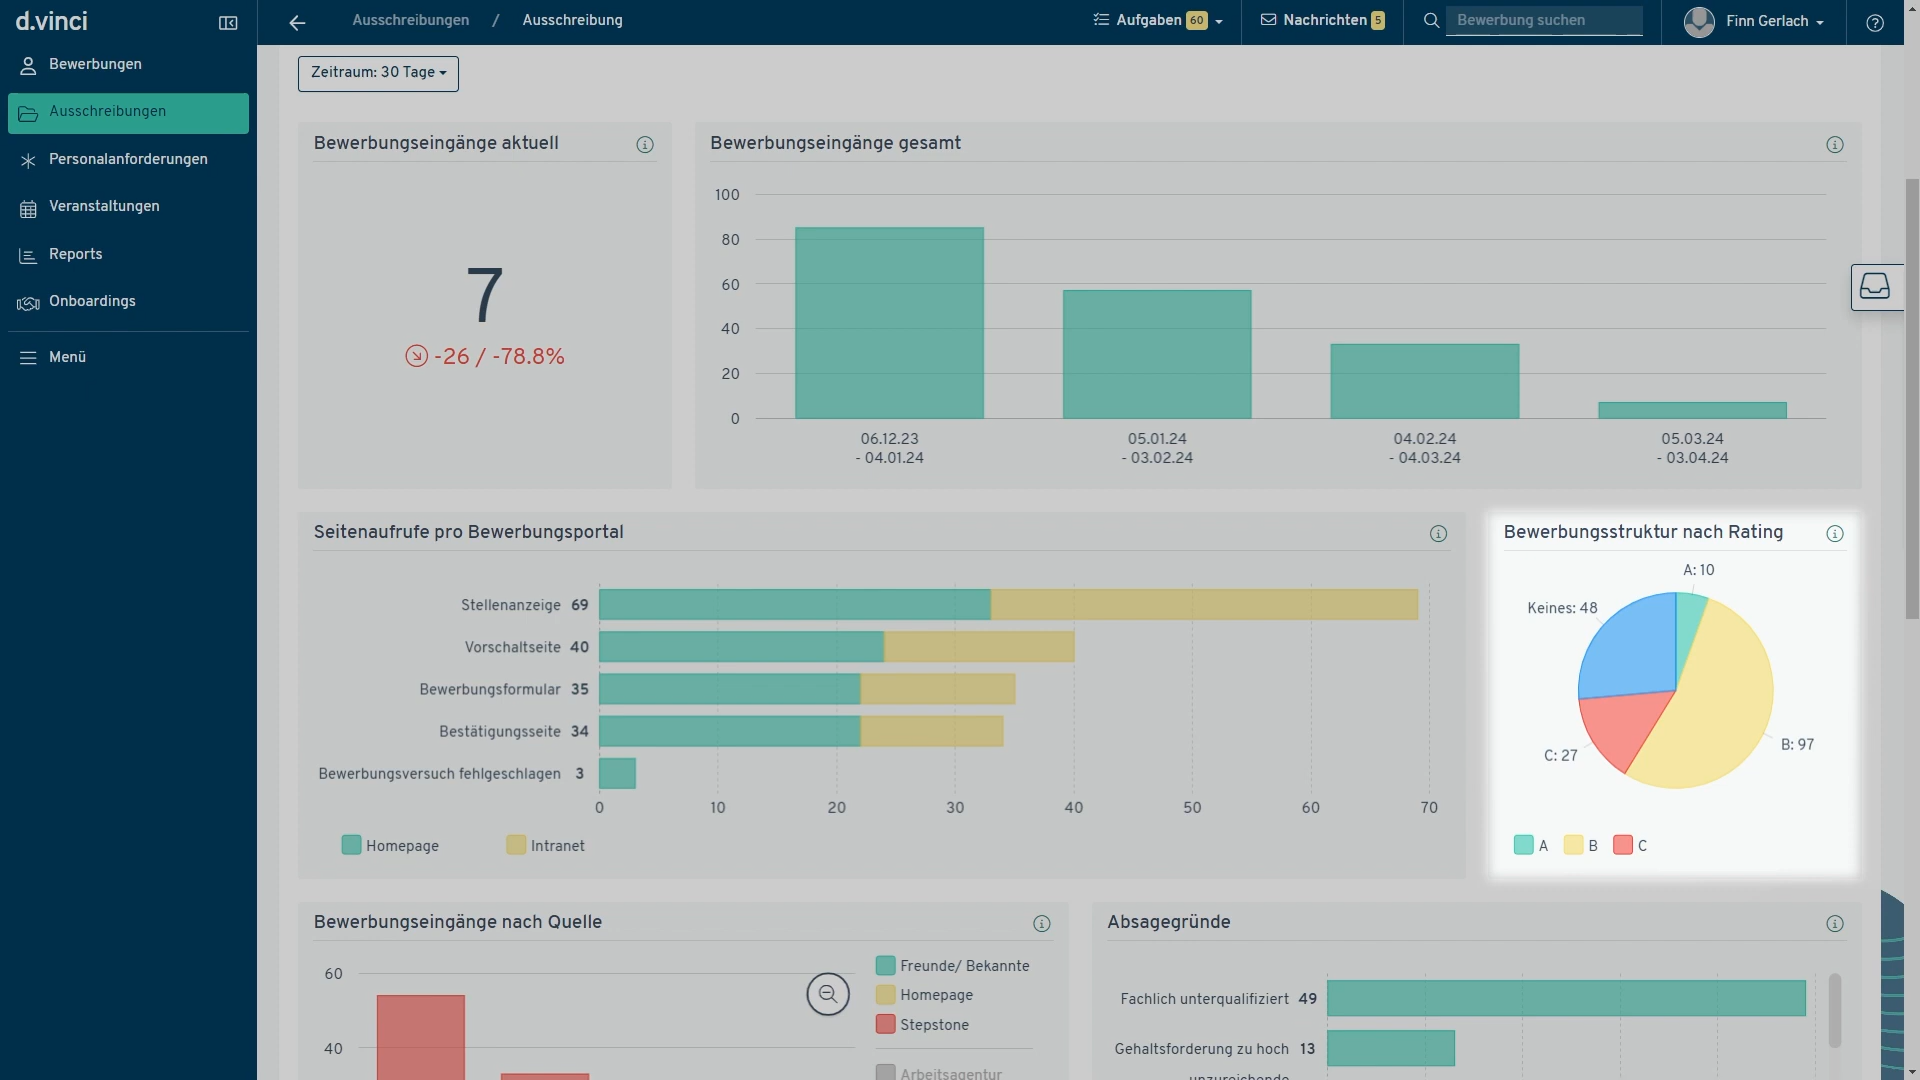 d.vinci
Ausschreibungen / Ausschreibung
Aufgaben 60
Nachrichten 5
Bewerbung suchen
Finn Gerlach
Bewerbungen
Ausschreibungen
Personalanforderungen
Veranstaltungen
Reports
Onboardings
Menü
Zeitraum: 30 Tage
Bewerbungseingänge aktuell
7
-26 / -78.8%
Bewerbungseingänge gesamt
100
80
60
40
20
0
06.12.23
- 04.01.24
05.01.24
- 03.02.24
04.02.24
- 04.03.24
05.03.24
- 03.04.24
Seitenaufrufe pro Bewerbungsportal
Stellenanzeige 69
Vorschaltseite 40
Bewerbungsformular 35
Bestätigungsseite 34
Bewerbungsversuch fehlgeschlagen 3
0 10 20 30 40 50 60 70
Homepage Intranet
Bewerbungsstruktur nach Rating
A: 10
Keines: 48
B: 97
C: 27
A B C
Bewerbungseingänge nach Quelle
60
40
Freunde/ Bekannte
Homepage
Stepstone
Arbeitsagentur
Absagegründe
Fachlich unterqualifiziert 49
Gehaltsforderung zu hoch 13
unzureichende